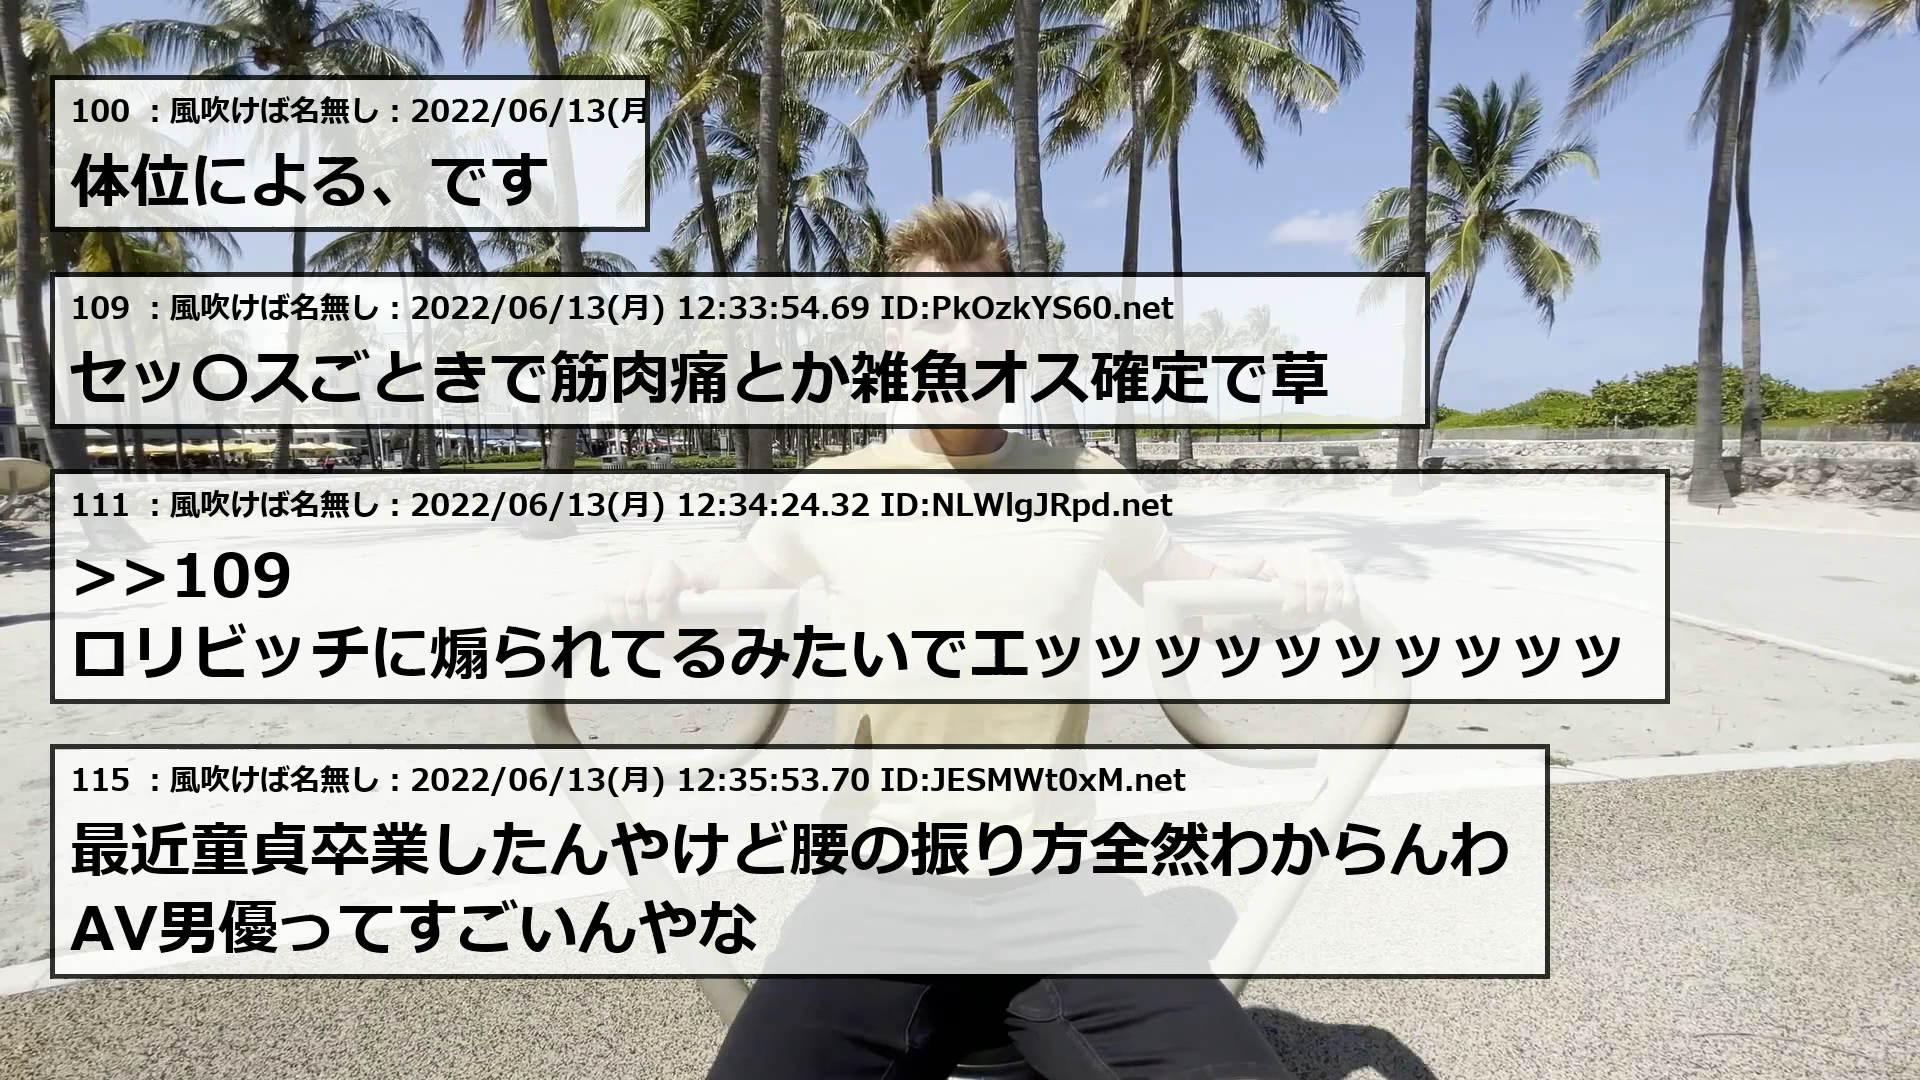 100 ：風吹けば名無し：2022/06/13(月
体位による、です
109 ：風吹けば名無し：2022/06/13(月) 12:33:54.69 ID:PkOzkYS60.net
セッ〇スごときで筋肉痛とか雑魚オス確定で草
111 ：風吹けば名無し：2022/06/13(月) 12:34:24.32 ID:NLWlgJRpd.net
>>109
ロリビッチに煽られてるみたいでエッッッッッッッッッッ
115 ：風吹けば名無し：2022/06/13(月) 12:35:53.70 ID:JESMWt0xM.net
最近童貞卒業したんやけど腰の振り方全然わからんわ
AV男優ってすごいんやな